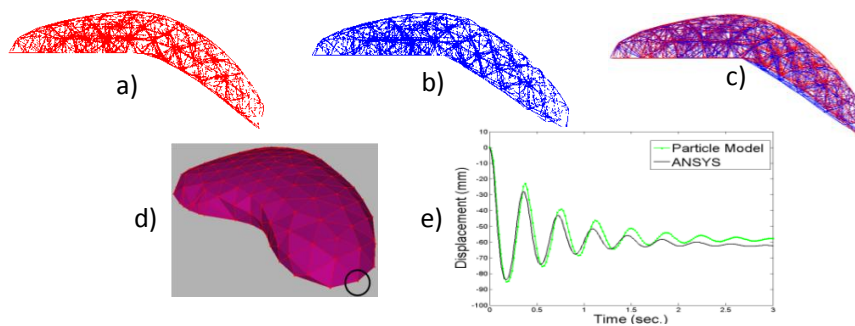 a)
b)
c)
d)
e)
10
0
-10
-20
-30
-40
-50
-60
-70
-80
-90
-100
Displacement (mm)
Particle Model
ANSYS
0
0.5
1
1.5
2
2.5
3
Time (sec.)